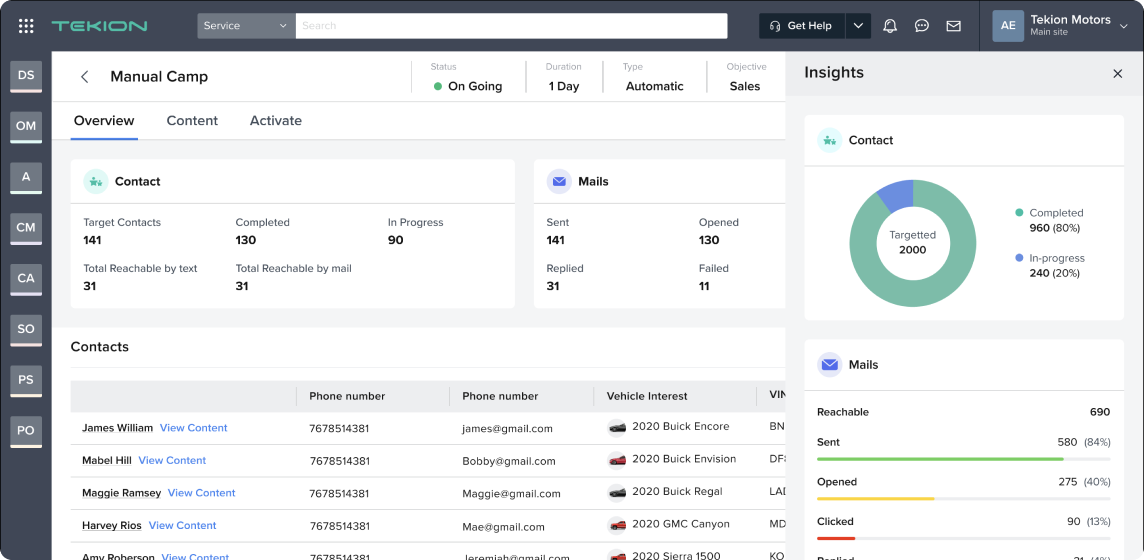 TEKION
Service
Search
Get Help
AE
Tekion Motors
Main site
DS
OM
A
CM
CA
SO
PS
PO
Manual Camp
Status
On Going
Duration
1 Day
Type
Automatic
Objective
Sales
Overview
Content
Activate
Contact
Target Contacts
141
Completed
130
In Progress
90
Total Reachable by text
31
Total Reachable by mail
31
Mails
Sent
141
Opened
130
Replied
31
Failed
11
Contacts
Phone number
Phone number
Vehicle Interest
VIN
James William View Content 7678514381 james@gmail.com 2020 Buick Encore BN
Mabel Hill View Content 7678514381 Bobby@gmail.com 2020 Buick Envision DF8
Maggie Ramsey View Content 7678514381 Maggie@gmail.com 2020 Buick Regal LAD
Harvey Rios View Content 7678514381 Mae@gmail.com 2020 GMC Canyon MD
Amy Roberson View Content 7678514381 Jeremiah@gmail.com 2020 Sierra 1500 KO
Insights
Contact
Targetted
2000
Completed
960 (80%)
In-progress
240 (20%)
Mails
Reachable 690
Sent 580 (84%)
Opened 275 (40%)
Clicked 90 (13%)
Replied 31 (4%)